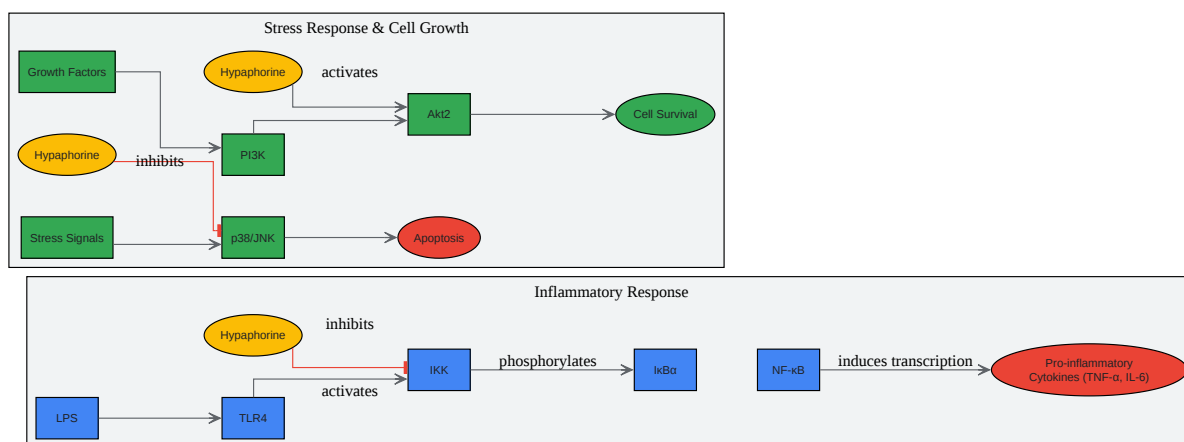 Stress Response & Cell Growth
Growth Factors
Hypaphorine
activates
Akt2
Cell Survival
Hypaphorine
inhibits
PI3K
Stress Signals
p38/JNK
Apoptosis
Inflammatory Response
Hypaphorine
inhibits
IKK
phosphorylates
IκBα
NF-κB
induces transcription
Pro-inflammatory
Cytokines (TNF-α, IL-6)
activates
LPS
TLR4